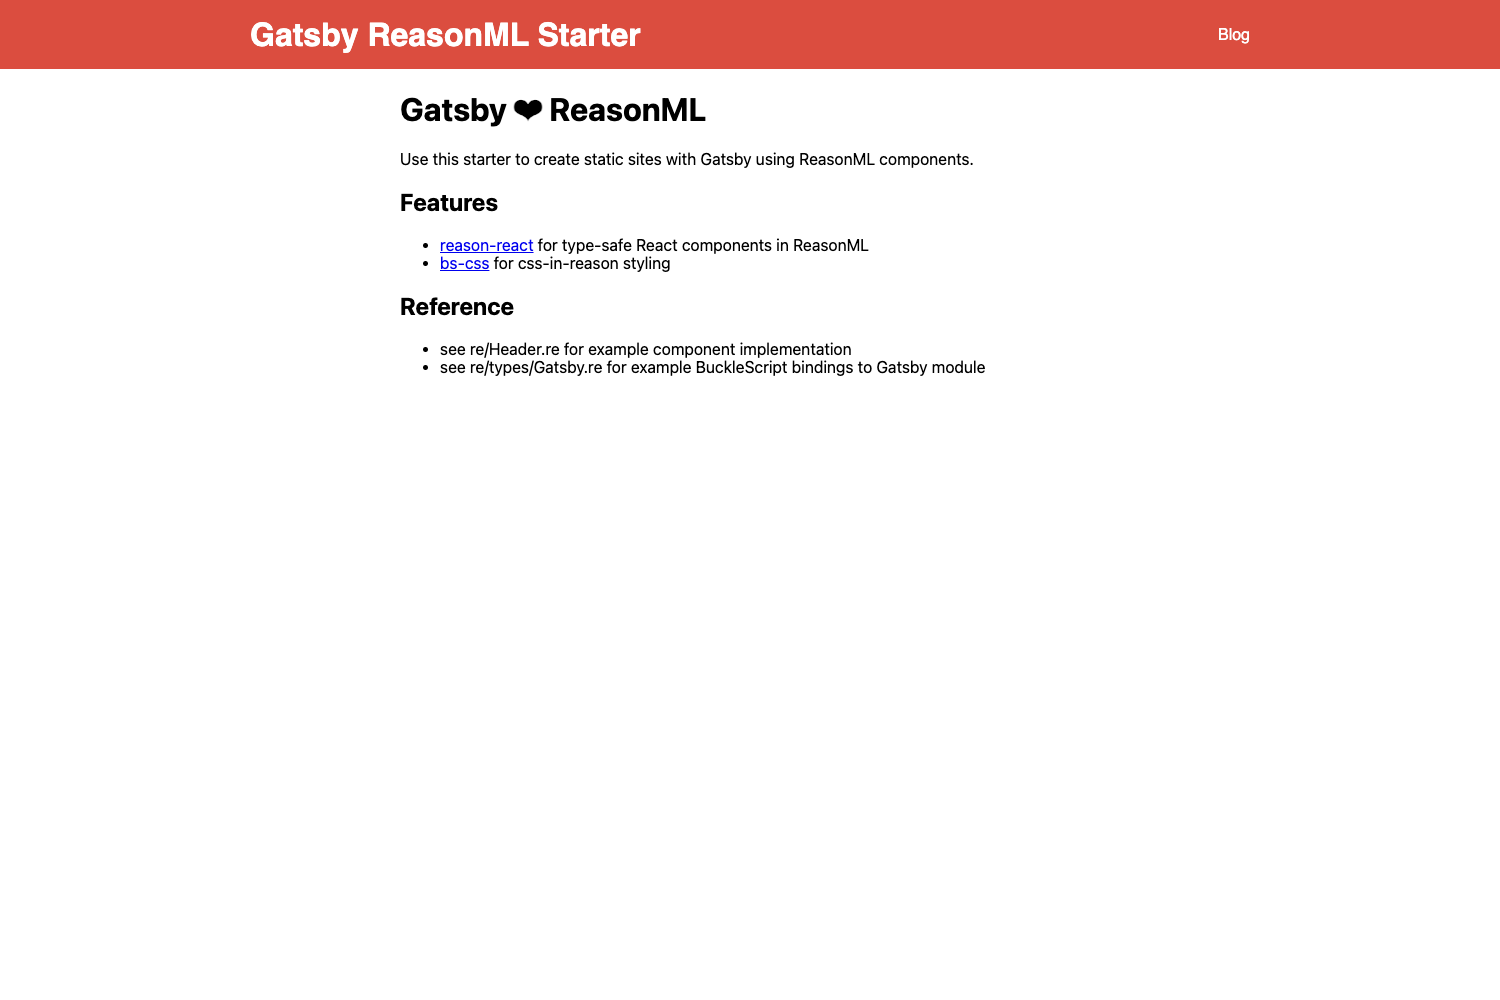 Gatsby ReasonML Starter
Blog
Gatsby ❤ ReasonML
Use this starter to create static sites with Gatsby using ReasonML components.
Features
• reason-react for type-safe React components in ReasonML
• bs-css for css-in-reason styling
Reference
• see re/Header.re for example component implementation
• see re/types/Gatsby.re for example BuckleScript bindings to Gatsby module